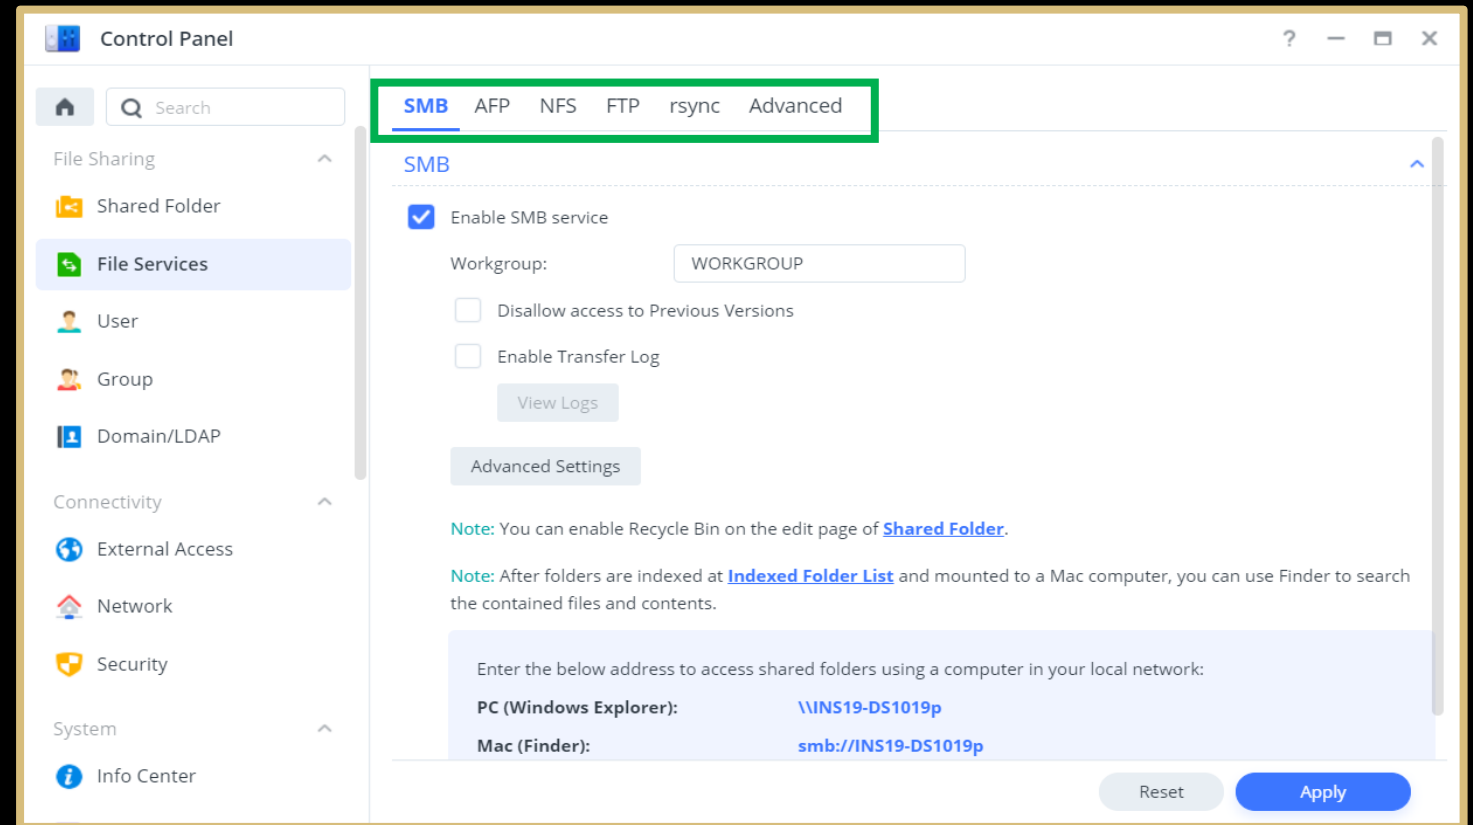 Control Panel
?
Search
File Sharing
Shared Folder
File Services
User
Group
Domain/LDAP
Connectivity
External Access
Network
Security
System
Info Center
SMB AFP NFS FTP rsync Advanced
SMB
Enable SMB service
Workgroup: WORKGROUP
Disallow access to Previous Versions
Enable Transfer Log
View Logs
Advanced Settings
Note: You can enable Recycle Bin on the edit page of Shared Folder.
Note: After folders are indexed at Indexed Folder List and mounted to a Mac computer, you can use Finder to search
the contained files and contents.
Enter the below address to access shared folders using a computer in your local network:
PC (Windows Explorer): \\INS19-DS1019p
Mac (Finder): smb://INS19-DS1019p
Reset Apply